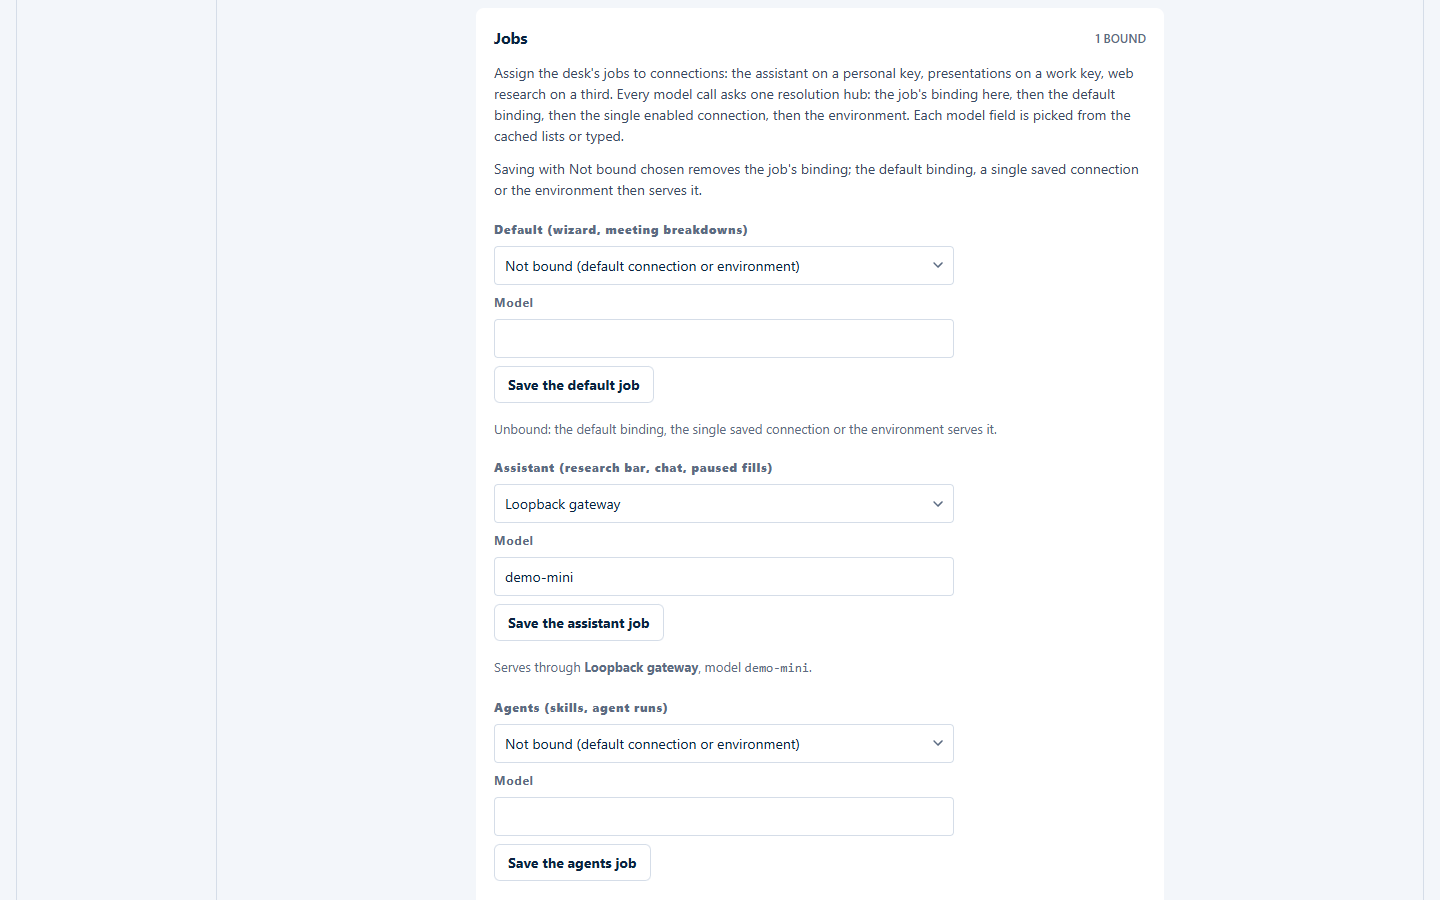 Jobs
1 BOUND
Assign the desk's jobs to connections: the assistant on a personal key, presentations on a work key, web
research on a third. Every model call asks one resolution hub: the job's binding here, then the default
binding, then the single enabled connection, then the environment. Each model field is picked from the
cached lists or typed.
Saving with Not bound chosen removes the job's binding; the default binding, a single saved connection
or the environment then serves it.
Default (wizard, meeting breakdowns)
Not bound (default connection or environment)
Model
Save the default job
Unbound: the default binding, the single saved connection or the environment serves it.
Assistant (research bar, chat, paused fills)
Loopback gateway
Model
demo-mini
Save the assistant job
Serves through Loopback gateway, model demo-mini.
Agents (skills, agent runs)
Not bound (default connection or environment)
Model
Save the agents job